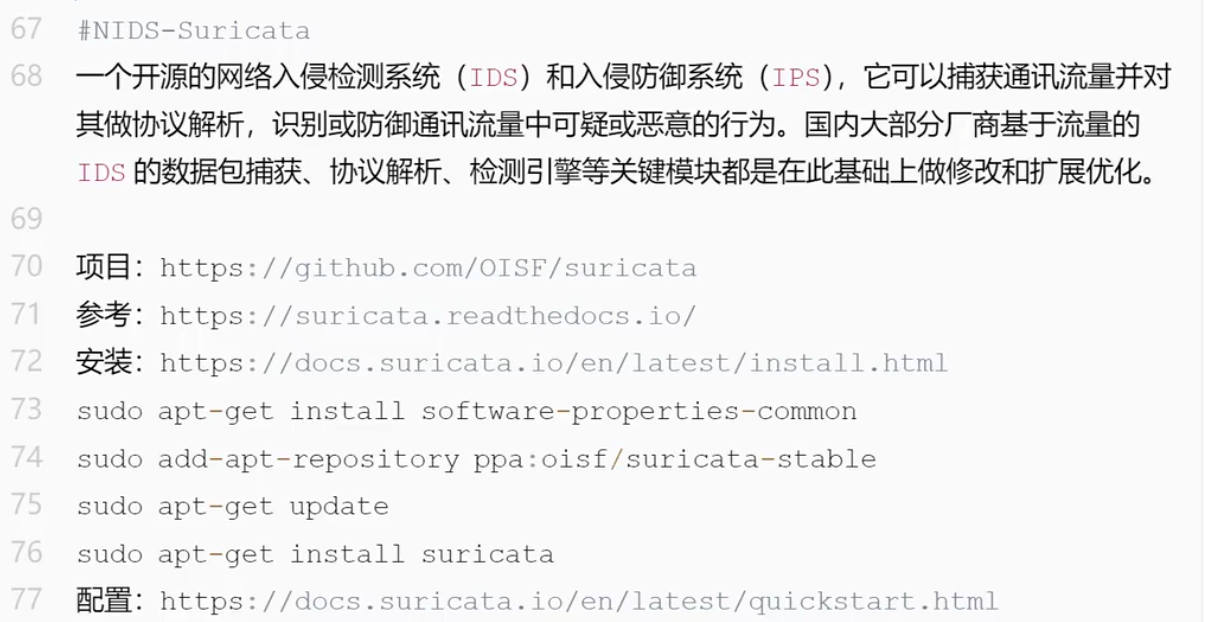 67 #NIDS-Suricata
68 一个开源的网络入侵检测系统（IDS）和入侵防御系统（IPS），它可以捕获通讯流量并对
其做协议解析，识别或防御通讯流量中可疑或恶意的行为。国内大部分厂商基于流量的
IDS 的数据包捕获、协议解析、检测引擎等关键模块都是在此基础上做修改和扩展优化。
69
70 项目：https://github.com/OISF/suricata
71 参考：https://suricata.readthedocs.io/
72 安装：https://docs.suricata.io/en/latest/install.html
73 sudo apt-get install software-properties-common
74 sudo add-apt-repository ppa:oisf/suricata-stable
75 sudo apt-get update
76 sudo apt-get install suricata
77 配置：https://docs.suricata.io/en/latest/quickstart.html